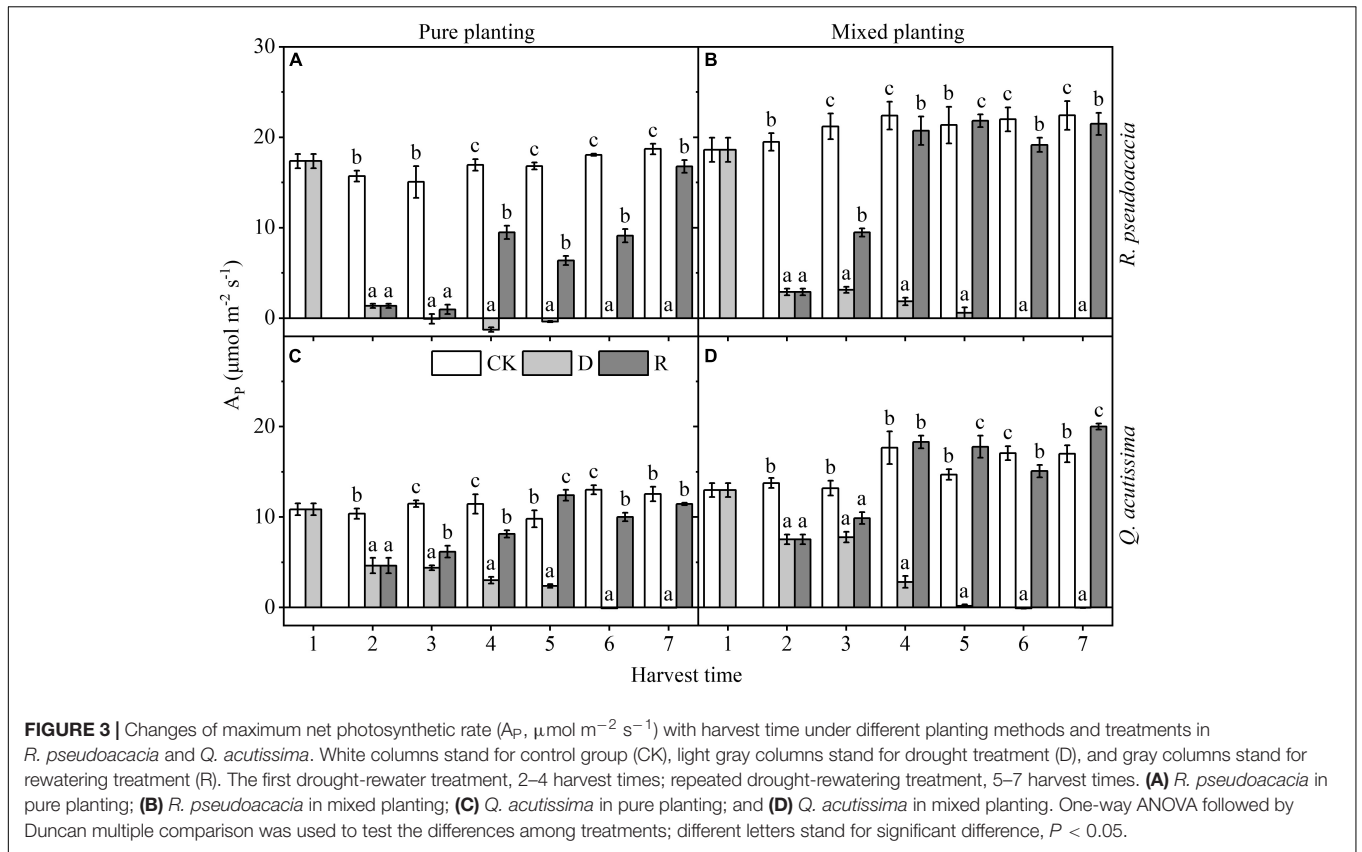 Pure planting Mixed planting
30 A B
b b b c c c c
20 b b c c c c c
b c b b
10 b b b b
a a a a a a a a
0 a a a a a a a a
R. pseudoacacia
C CK D R D
20 b b c c b c
b c c b c b b b b b b
10 b b c b b b a
a a a a a a a a a
0 a a a a a a
Q. acutissima
A_P (μmol m⁻² s⁻¹)
1 2 3 4 5 6 7 1 2 3 4 5 6 7
Harvest time
FIGURE 3 | Changes of maximum net photosynthetic rate (A_P, μmol m⁻² s⁻¹) with harvest time under different planting methods and treatments in
R. pseudoacacia and Q. acutissima. White columns stand for control group (CK), light gray columns stand for drought treatment (D), and gray columns stand for
rewatering treatment (R). The first drought-rewater treatment, 2–4 harvest times; repeated drought-rewatering treatment, 5–7 harvest times. (A) R. pseudoacacia in
pure planting; (B) R. pseudoacacia in mixed planting; (C) Q. acutissima in pure planting; and (D) Q. acutissima in mixed planting. One-way ANOVA followed by
Duncan multiple comparison was used to test the differences among treatments; different letters stand for significant difference, P < 0.05.